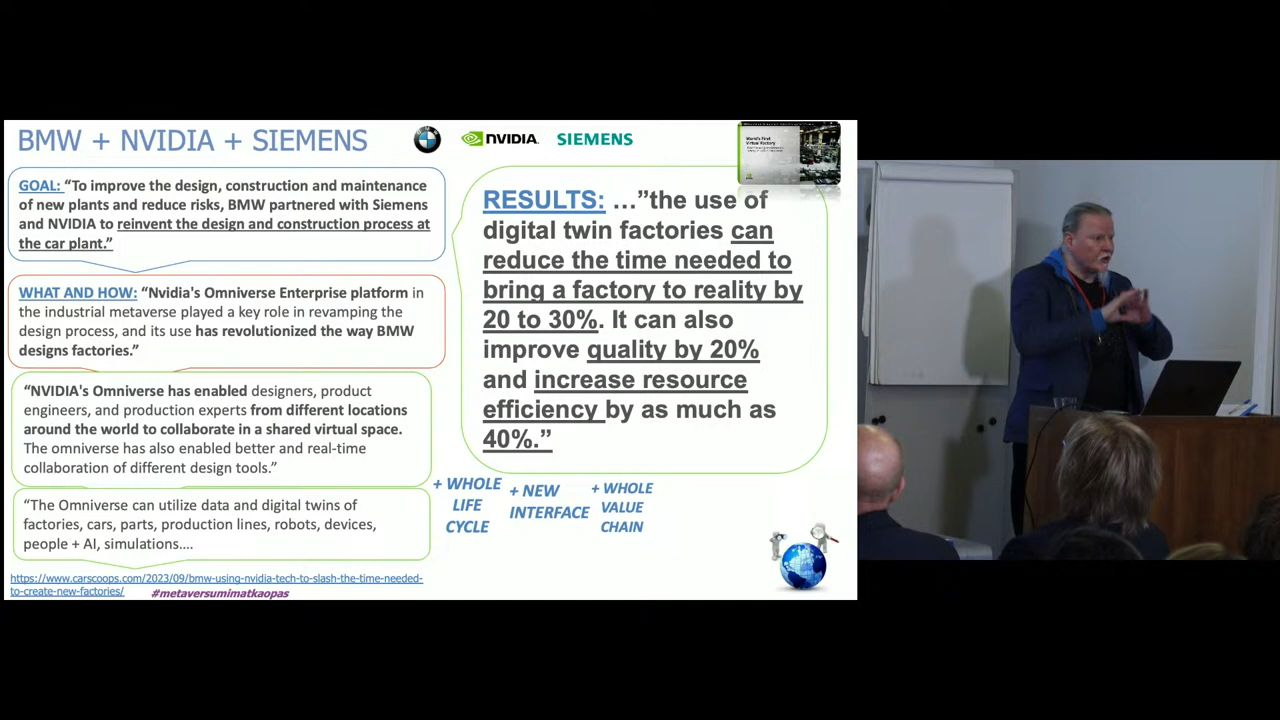 BMW + NVIDIA + SIEMENS
NVIDIA.
SIEMENS
World's First
Virtual Factory
GOAL: “To improve the design, construction and maintenance
of new plants and reduce risks, BMW partnered with Siemens
and NVIDIA to reinvent the design and construction process at
the car plant.”
WHAT AND HOW: “Nvidia's Omniverse Enterprise platform in
the industrial metaverse played a key role in revamping the
design process, and its use has revolutionized the way BMW
designs factories.”
“NVIDIA's Omniverse has enabled designers, product
engineers, and production experts from different locations
around the world to collaborate in a shared virtual space.
The omniverse has also enabled better and real-time
collaboration of different design tools.”
“The Omniverse can utilize data and digital twins of
factories, cars, parts, production lines, robots, devices,
people + AI, simulations....
https://www.carscoops.com/2023/09/bmw-using-nvidia-tech-to-slash-the-time-needed-
to-create-new-factories/
#metaversumimatkaopas
RESULTS: …”the use of
digital twin factories can
reduce the time needed to
bring a factory to reality by
20 to 30%. It can also
improve quality by 20%
and increase resource
efficiency by as much as
40%.”
+ WHOLE
LIFE
CYCLE
+ NEW
INTERFACE
+ WHOLE
VALUE
CHAIN